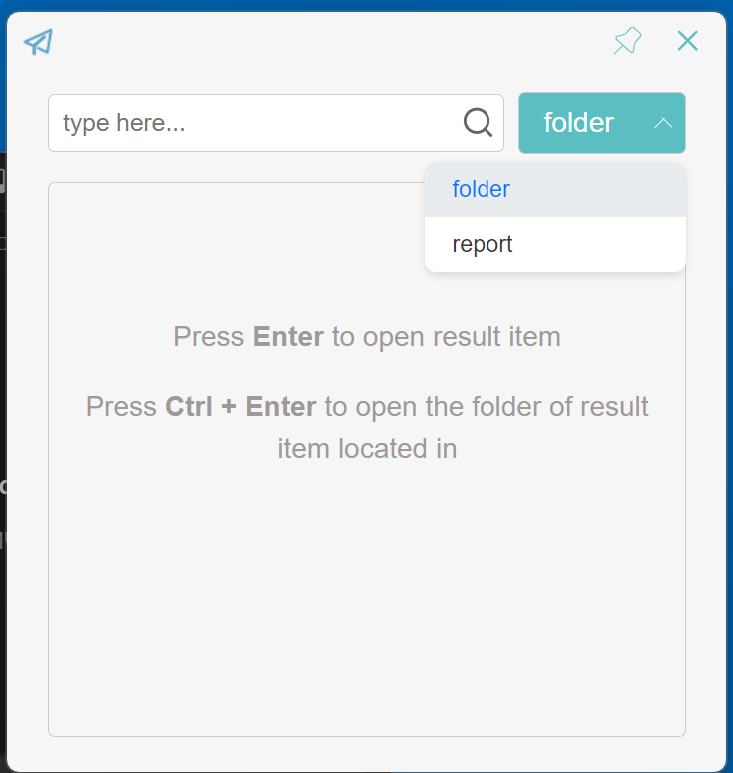 type here...
folder
folder
report
Press Enter to open result item
Press Ctrl + Enter to open the folder of result
item located in